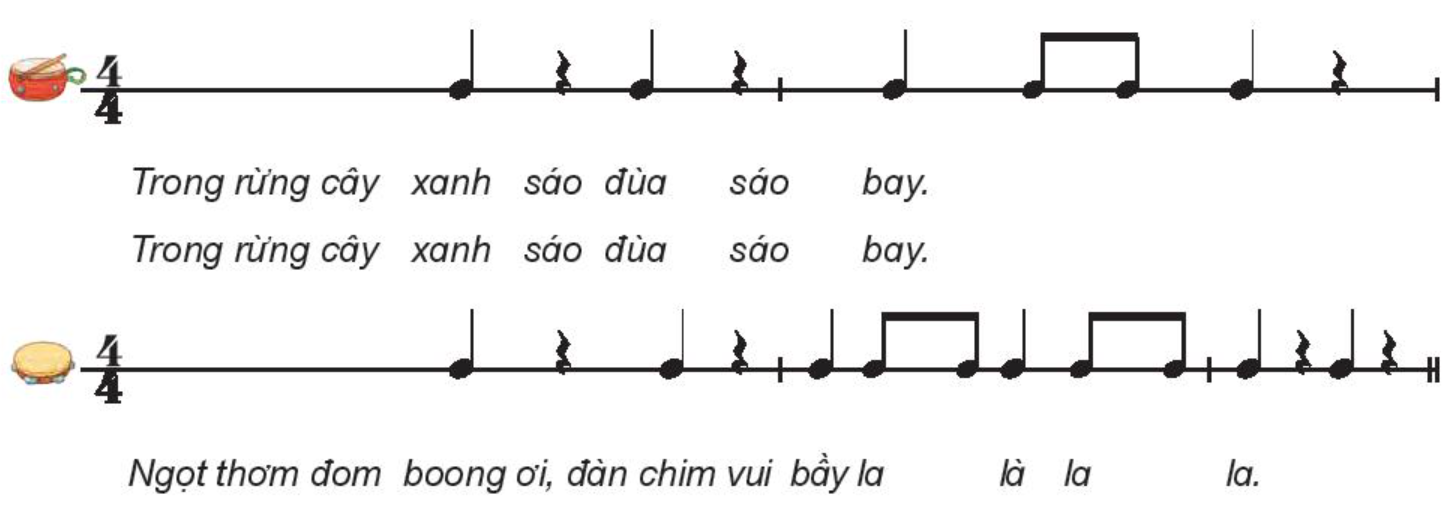 4
4
Trong rừng cây xanh sáo đùa sáo bay.
Trong rừng cây xanh sáo đùa sáo bay.
4
4
Ngọt thơm đom boong ơi, đàn chim vui bầy la là la la.